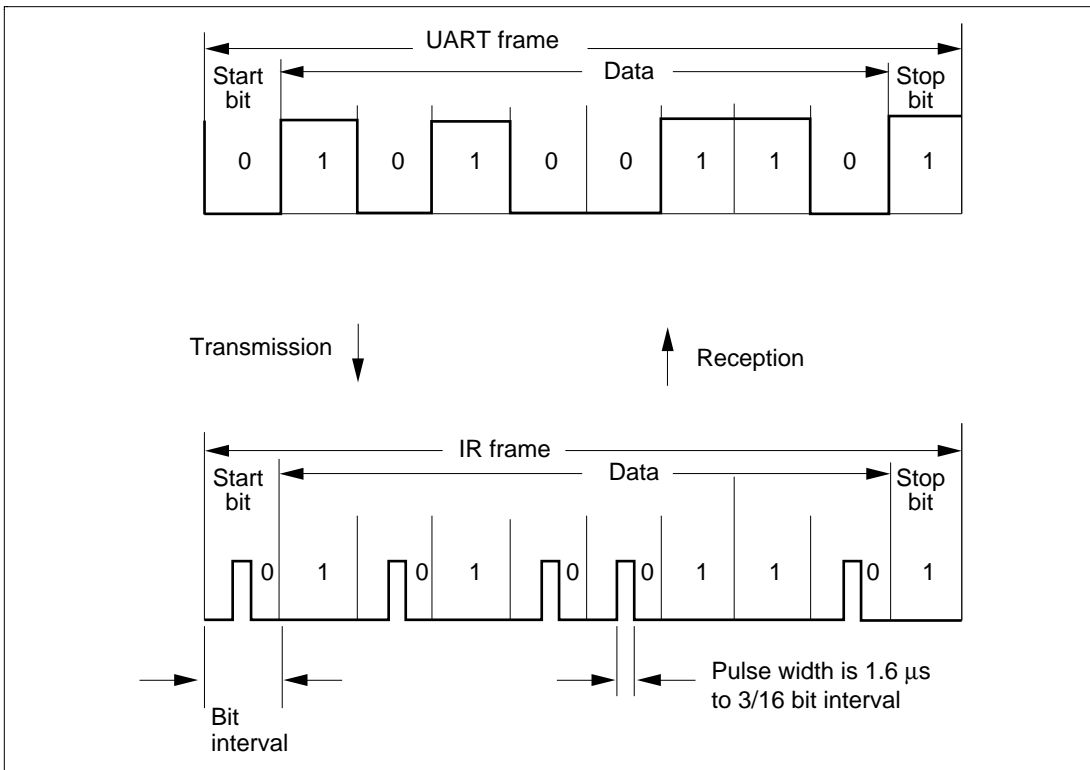 UART frame
Start
bit
Data
Stop
bit
0 1 0 1 0 0 1 1 0 1
Transmission
Reception
IR frame
Start
bit
Data
Stop
bit
0 1 0 1 0 0 1 1 0 1
Bit
interval
Pulse width is 1.6 μs
to 3/16 bit interval